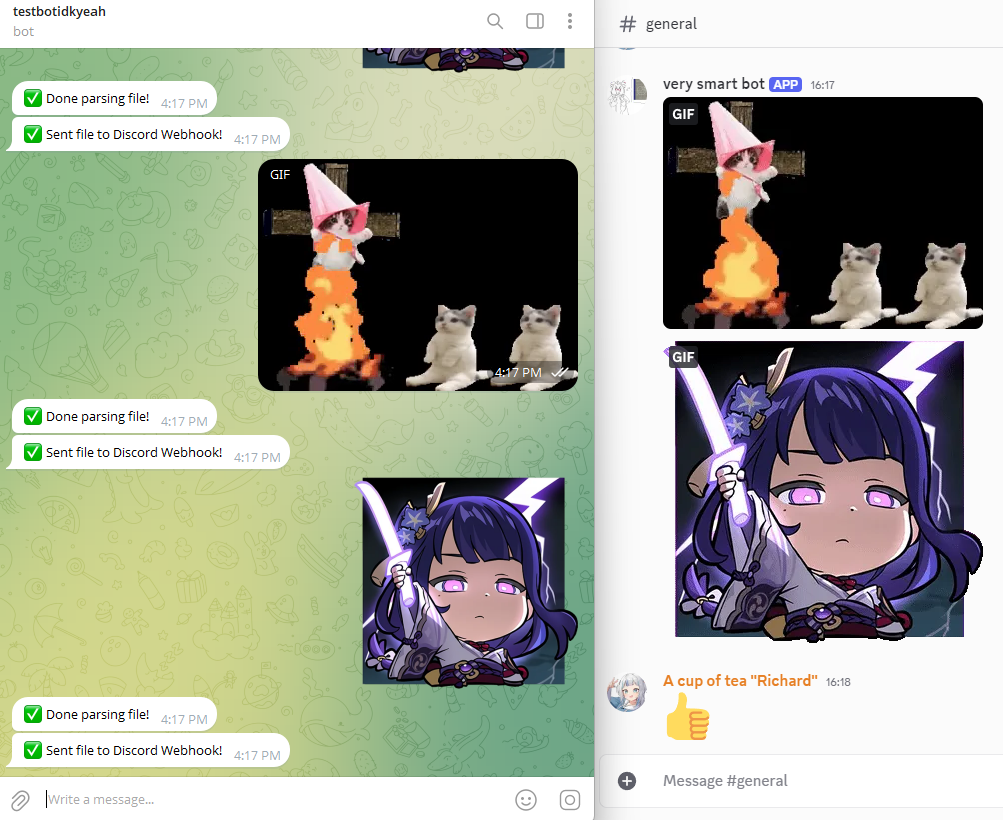 testbotidkyeah
bot
✅ Done parsing file! 4:17 PM
✅ Sent file to Discord Webhook! 4:17 PM
GIF
4:17 PM
✅ Done parsing file! 4:17 PM
✅ Sent file to Discord Webhook! 4:17 PM
✅ Done parsing file! 4:17 PM
✅ Sent file to Discord Webhook! 4:17 PM
Write a message...
# general
very smart bot APP 16:17
GIF
GIF
A cup of tea "Richard" 16:18
Message #general